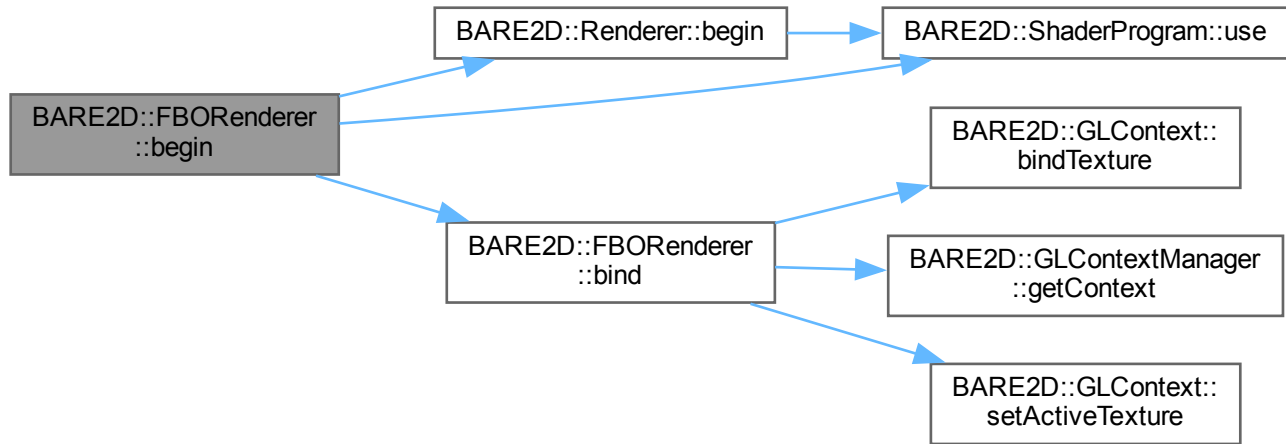 BARE2D::Renderer::begin
BARE2D::ShaderProgram::use
BARE2D::FBORenderer
::begin
BARE2D::GLContext::
bindTexture
BARE2D::FBORenderer
::bind
BARE2D::GLContextManager
::getContext
BARE2D::GLContext::
setActiveTexture